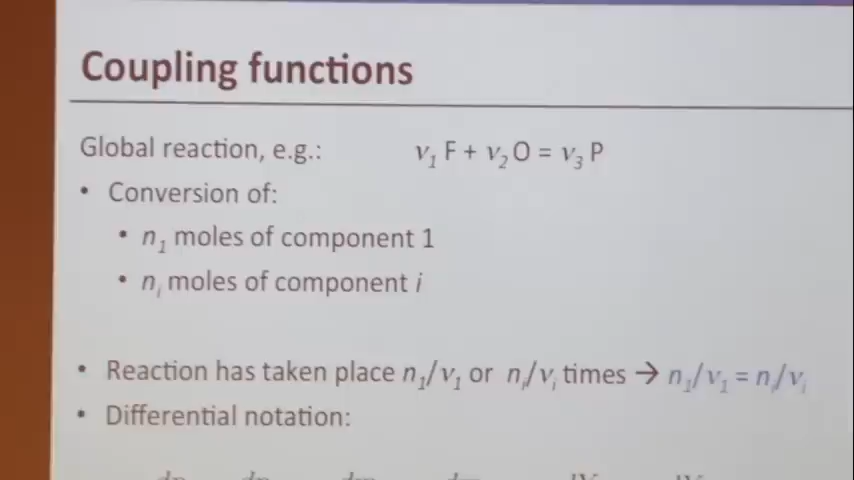 Coupling functions
Global reaction, e.g.: ν₁ F + ν₂ O = ν₃ P
• Conversion of:
• n₁ moles of component 1
• nᵢ moles of component i
• Reaction has taken place n₁/ν₁ or nᵢ/νᵢ times → n₁/ν₁ = nᵢ/νᵢ
• Differential notation: